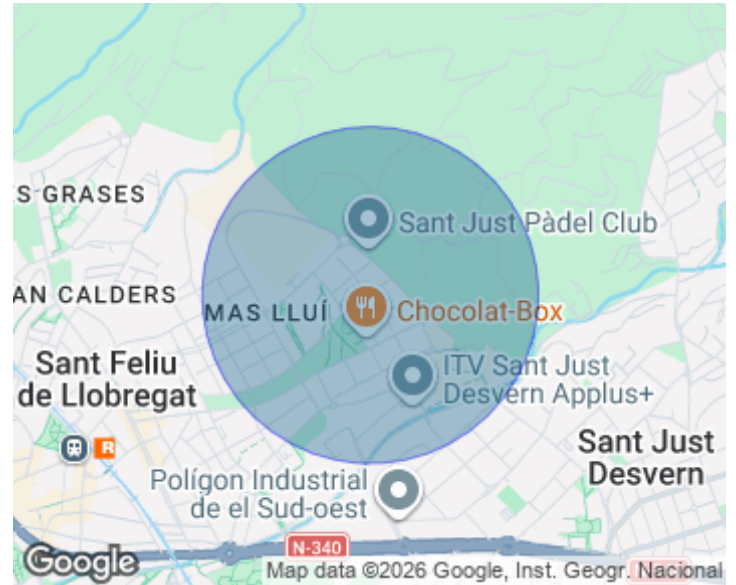 S GRASES
Sant Just Pàdel Club
AN CALDERS
MAS LLUÍ
Chocolat-Box
Sant Feliu
de Llobregat
ITV Sant Just
Desvern Applus+
R
Sant Just
Desvern
Polígon Industrial
de el Sud-oest
N-340
Google
Map data ©2026 Google, Inst. Geogr. Nacional